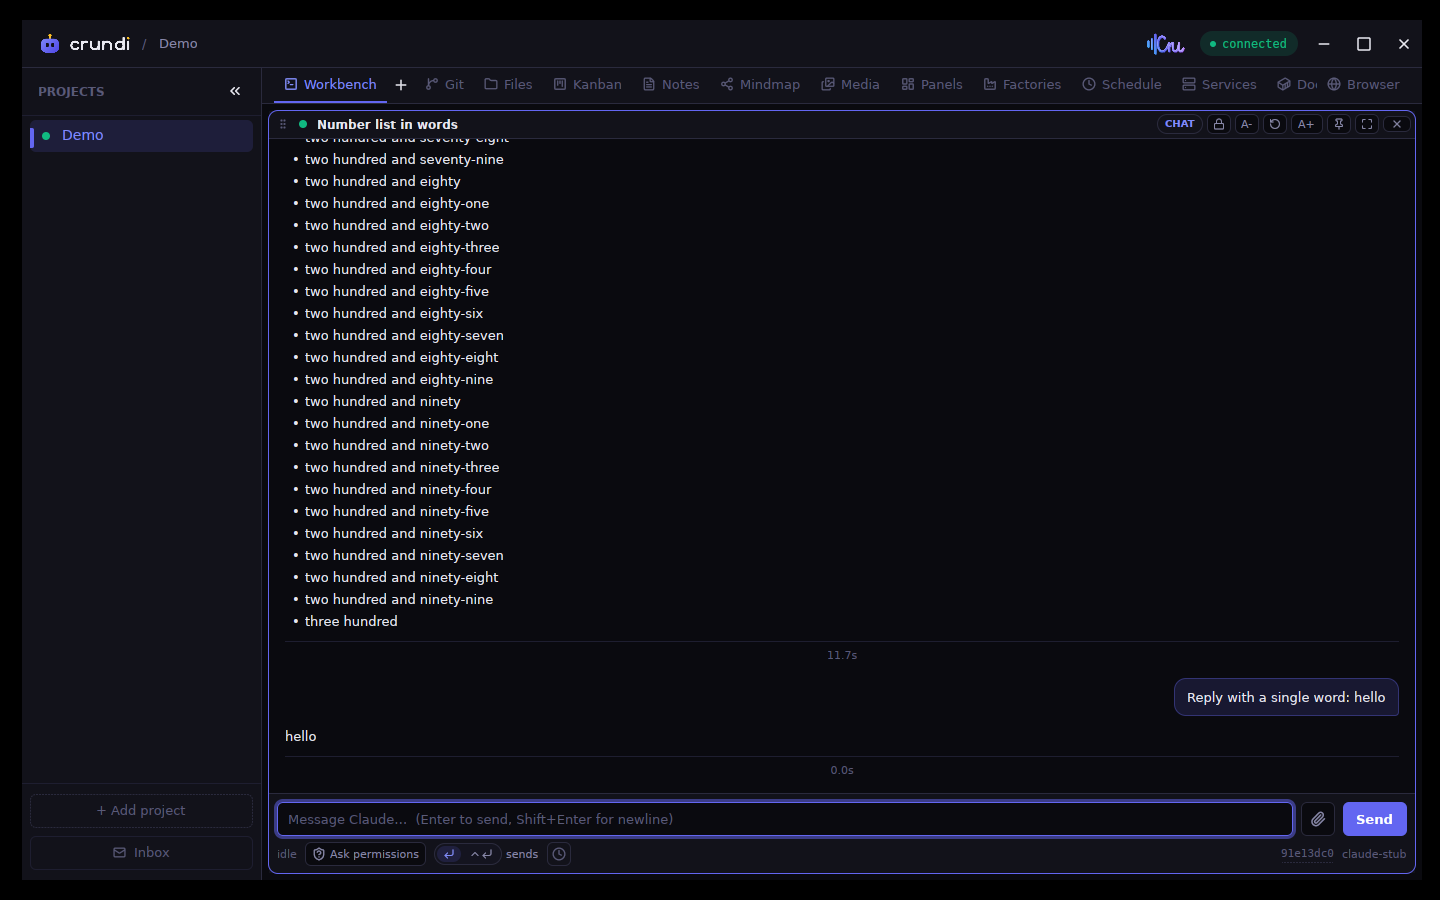 crundi / Demo
Cru
connected
PROJECTS
Workbench
Git
Files
Kanban
Notes
Mindmap
Media
Panels
Factories
Schedule
Services
Browser
Demo
Number list in words
CHAT
A-
A+
two hundred and seventy-eight
• two hundred and seventy-nine
• two hundred and eighty
• two hundred and eighty-one
• two hundred and eighty-two
• two hundred and eighty-three
• two hundred and eighty-four
• two hundred and eighty-five
• two hundred and eighty-six
• two hundred and eighty-seven
• two hundred and eighty-eight
• two hundred and eighty-nine
• two hundred and ninety
• two hundred and ninety-one
• two hundred and ninety-two
• two hundred and ninety-three
• two hundred and ninety-four
• two hundred and ninety-five
• two hundred and ninety-six
• two hundred and ninety-seven
• two hundred and ninety-eight
• two hundred and ninety-nine
• three hundred
11.7s
Reply with a single word: hello
hello
0.0s
Message Claude... (Enter to send, Shift+Enter for newline)
Send
idle
Ask permissions
sends
91e13dc0
claude-stub
+ Add project
Inbox